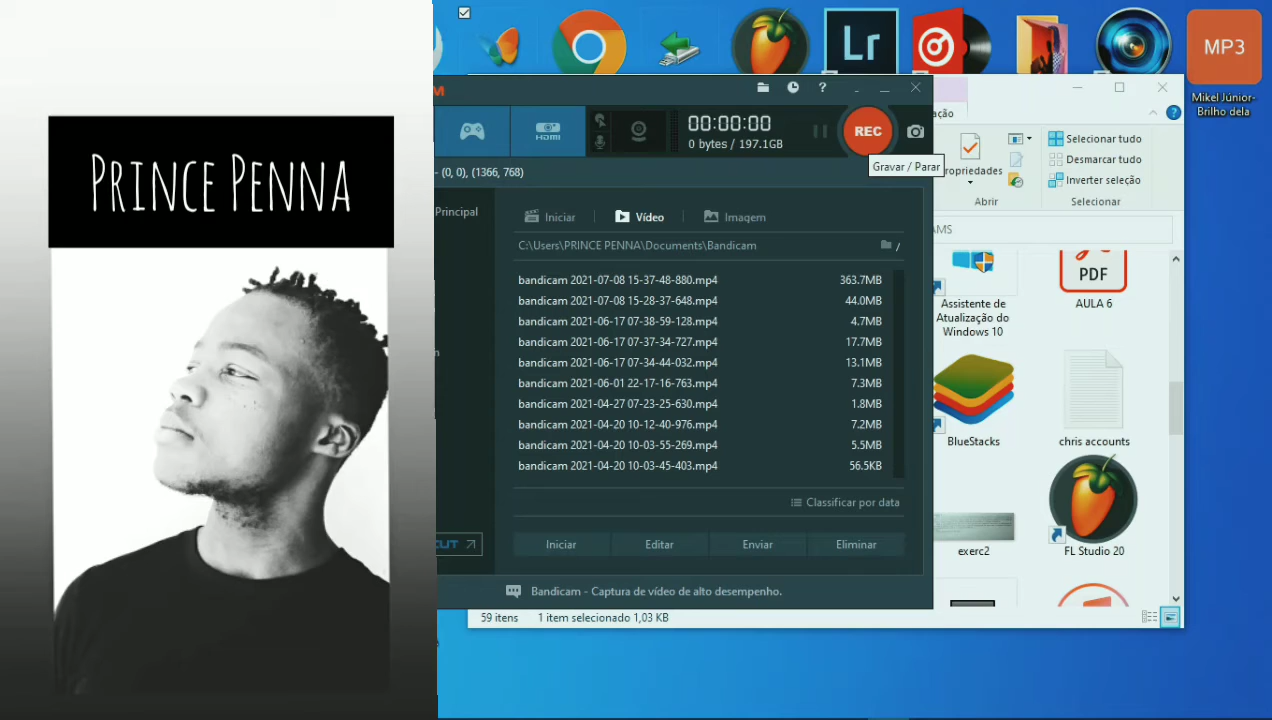 PRINCE PENNA
Lr
MP3
Mikel Júnior-
Brilho dela
M
?
HDMI
00:00:00
0 bytes / 197.1GB
REC
Gravar / Parar
- (0, 0), (1366, 768)
Principal
Iniciar
Vídeo
Imagem
C:\Users\PRINCE PENNA\Documents\Bandicam
/
bandicam 2021-07-08 15-37-48-880.mp4 363.7MB
bandicam 2021-07-08 15-28-37-648.mp4 44.0MB
bandicam 2021-06-17 07-38-59-128.mp4 4.7MB
bandicam 2021-06-17 07-37-34-727.mp4 17.7MB
bandicam 2021-06-17 07-34-44-032.mp4 13.1MB
bandicam 2021-06-01 22-17-16-763.mp4 7.3MB
bandicam 2021-04-27 07-23-25-630.mp4 1.8MB
bandicam 2021-04-20 10-12-40-976.mp4 7.2MB
bandicam 2021-04-20 10-03-55-269.mp4 5.5MB
bandicam 2021-04-20 10-03-45-403.mp4 56.5KB
Classificar por data
Iniciar
Editar
Enviar
Eliminar
CUT
Bandicam - Captura de vídeo de alto desempenho.
59 itens
1 item selecionado 1,03 KB
ação
?
ropriedades
Abrir
Selecionar tudo
Desmarcar tudo
Inverter seleção
Selecionar
AMS
Assistente de
Atualização do
Windows 10
PDF
AULA 6
BlueStacks
chris accounts
exerc2
FL Studio 20